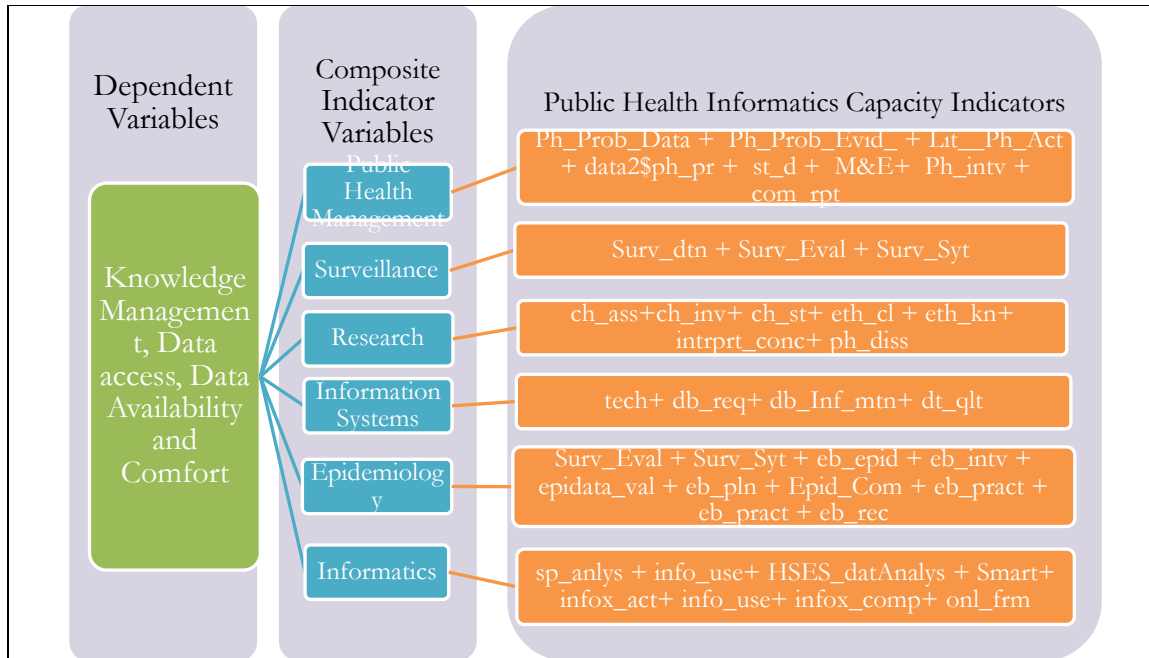 Dependent
Variables
Knowledge
Managemen
t, Data
access, Data
Availability
and
Comfort
Composite
Indicator
Variables
Public
Health
Management
Surveillance
Research
Information
Systems
Epidemiolog
y
Informatics
Public Health Informatics Capacity Indicators
Ph_Prob_Data + Ph_Prob_Evid_ + Lit__Ph_Act
+ data2$ph_pr + st_d + M&E+ Ph_intv +
com_rpt
Surv_dtn + Surv_Eval + Surv_Syt
ch_ass+ch_inv+ ch_st+ eth_cl + eth_kn+
intrprt_conc+ ph_diss
tech+ db_req+ db_Inf_mtn+ dt_qlt
Surv_Eval + Surv_Syt + eb_epid + eb_intv +
epidata_val + eb_pln + Epid_Com + eb_pract +
eb_pract + eb_rec
sp_anlys + info_use+ HSES_datAnalys + Smart+
infox_act+ info_use+ infox_comp+ onl_frm